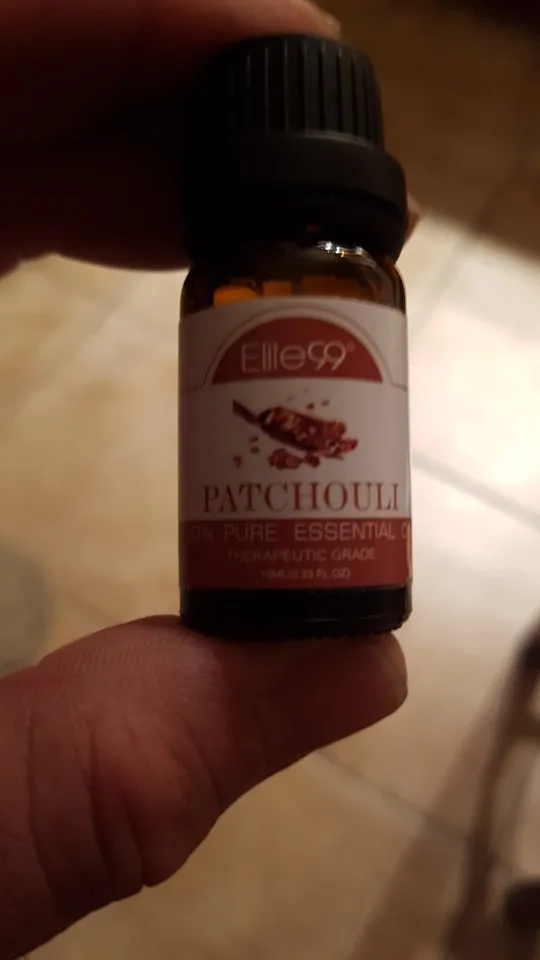 Elite99®
PATCHOULI
PURE ESSENTIAL
THERAPEUTIC GRADE
10ML(0.33 FL.OZ)